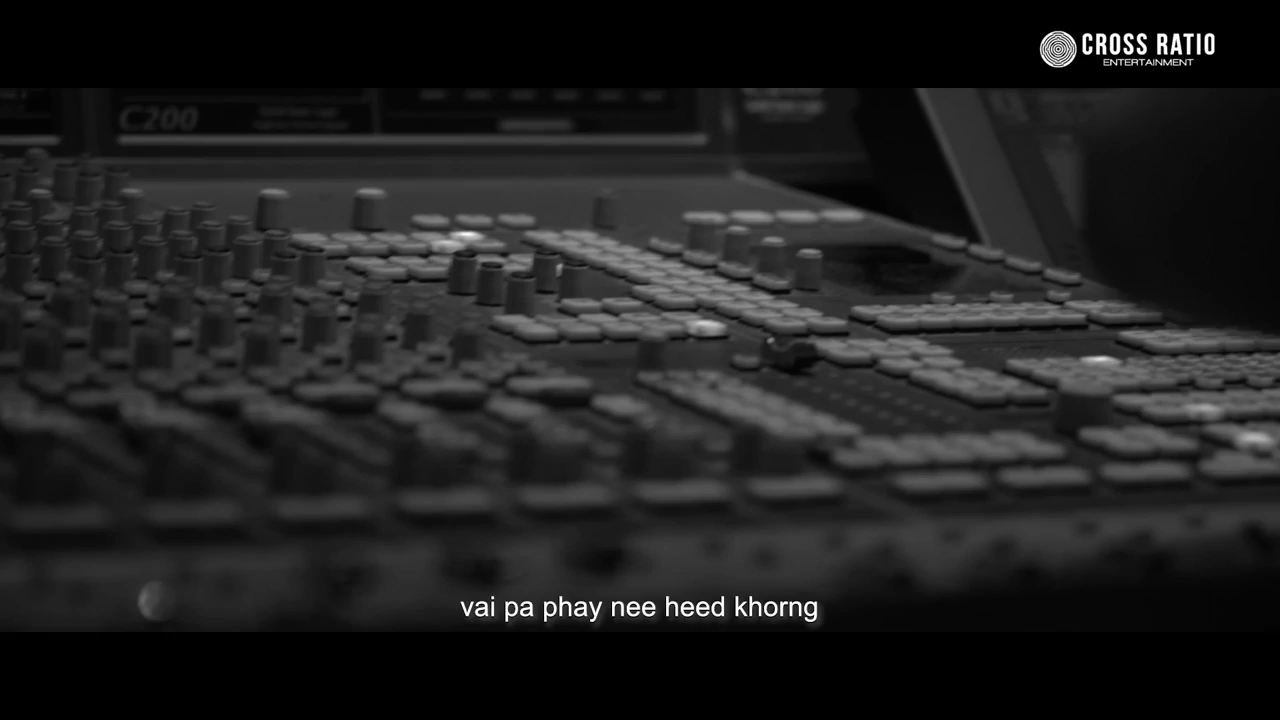 CROSS RATIO
ENTERTAINMENT
C200
vai pa phay nee heed khorng